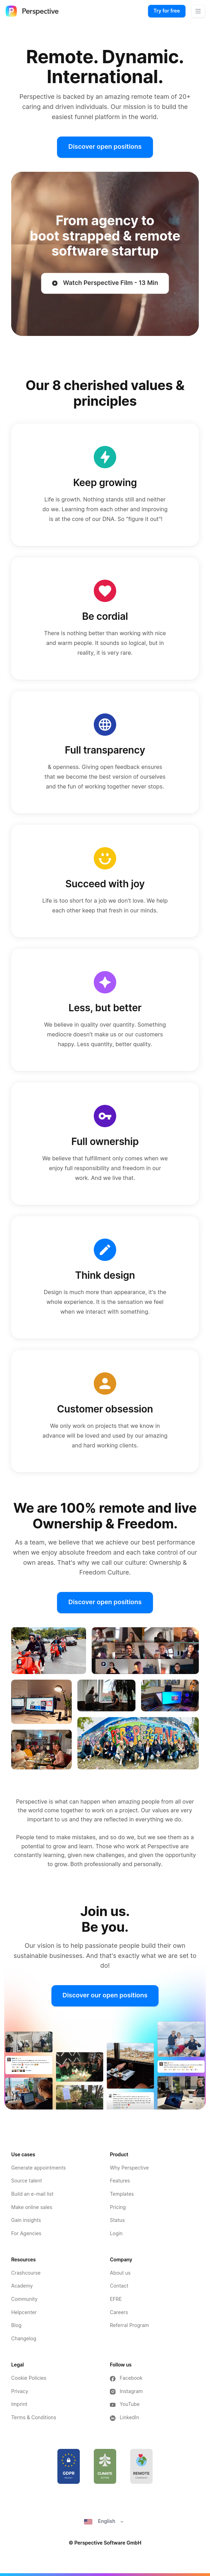 Perspective
Try for free
Remote. Dynamic.
International.
Perspective is backed by an amazing remote team of 20+
caring and driven individuals. Our mission is to build the
easiest funnel platform in the world.
Discover open positions
From agency to
boot strapped & remote
software startup
Watch Perspective Film - 13 Min
Our 8 cherished values &
principles
Keep growing
Life is growth. Nothing stands still and neither
do we. Learning from each other and improving
is at the core of our DNA. So "figure it out"!
Be cordial
There is nothing better than working with nice
and warm people. It sounds so logical, but in
reality, it is very rare.
Full transparency
& openness. Giving open feedback ensures
that we become the best version of ourselves
and the fun of working together never stops.
Succeed with joy
Life is too short for a job we don't love. We help
each other keep that fresh in our minds.
Less, but better
We believe in quality over quantity. Something
mediocre doesn't make us or our customers
happy. Less quantity, better quality.
Full ownership
We believe that fulfillment only comes when we
enjoy full responsibility and freedom in our
work. And we live that.
Think design
Design is much more than appearance, it's the
whole experience. It is the sensation we feel
when we interact with something.
Customer obsession
We only work on projects that we know in
advance will be loved and used by our amazing
and hard working clients.
We are 100% remote and live
Ownership & Freedom.
As a team, we believe that we achieve our best performance
when we enjoy absolute freedom and each take control of our
own areas. That's why we call our culture: Ownership &
Freedom Culture.
Discover open positions
Perspective is what can happen when amazing people from all over
the world come together to work on a project. Our values are very
important to us and they are reflected in everything we do.
People tend to make mistakes, and so do we, but we see them as a
potential to grow and learn. Those who work at Perspective are
constantly learning, given new challenges, and given the opportunity
to grow. Both professionally and personally.
Join us.
Be you.
Our vision is to help passionate people build their own
sustainable businesses. And that's exactly what we are set to
do!
Discover our open positions
Use cases
Generate appointments
Source talent
Build an e-mail list
Make online sales
Gain insights
For Agencies
Product
Why Perspective
Features
Templates
Pricing
Status
Login
Resources
Crashcourse
Academy
Community
Helpcenter
Blog
Changelog
Company
About us
Contact
EFRE
Careers
Referral Program
Legal
Cookie Policies
Privacy
Imprint
Terms & Conditions
Follow us
Facebook
Instagram
YouTube
LinkedIn
GDPR
CLIMATE
REMOTE
English
© Perspective Software GmbH